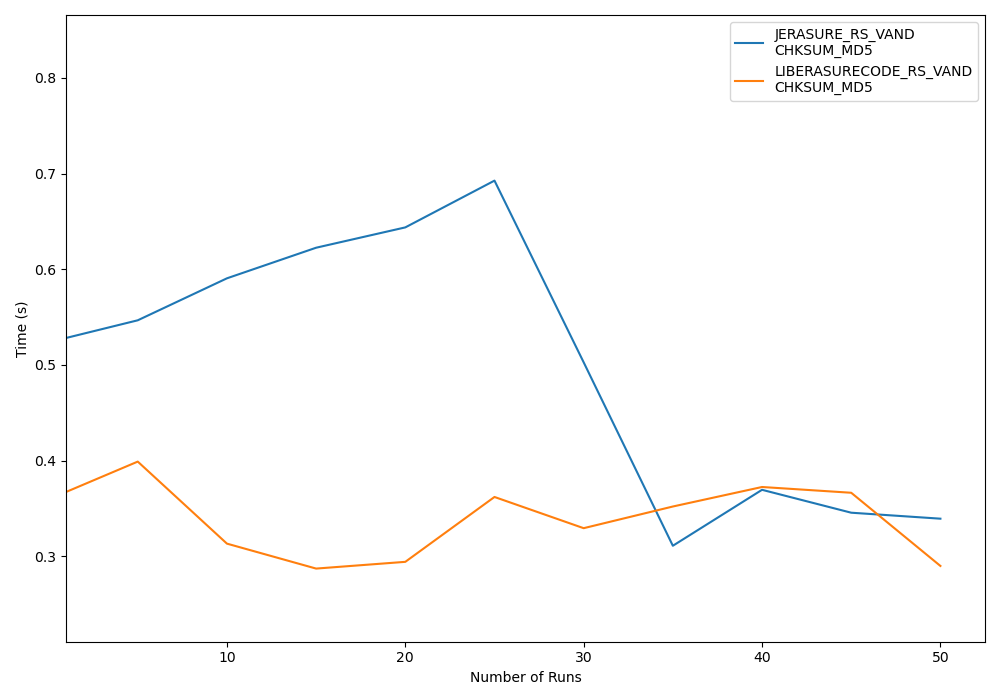 JERASURE_RS_VAND
CHKSUM_MD5
LIBERASURECODE_RS_VAND
CHKSUM_MD5
0.8
0.7
0.6
0.5
0.4
0.3
Time (s)
10 20 30 40 50
Number of Runs